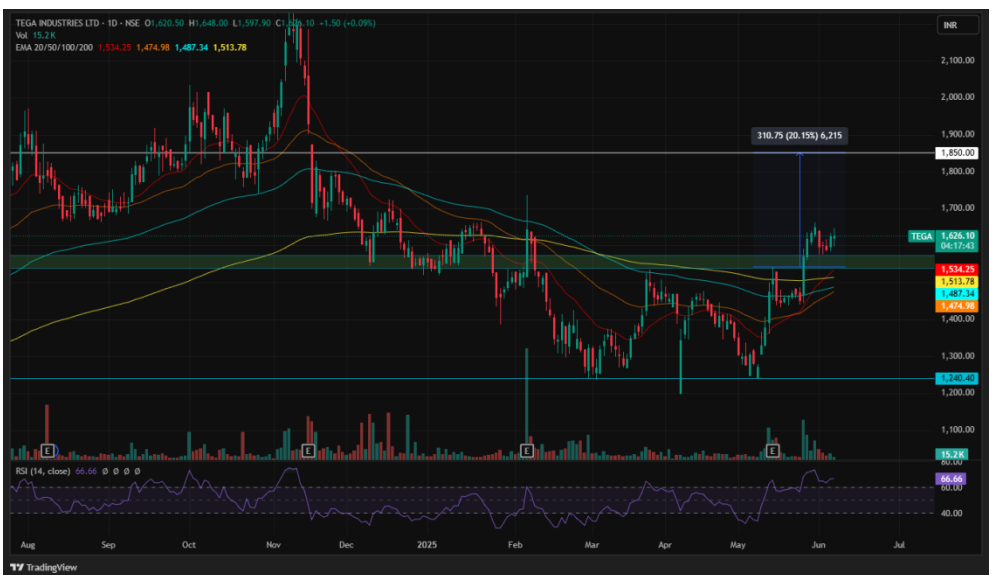 TEGA INDUSTRIES LTD · 1D · NSE O1,620.50 H1,648.00 L1,597.90 C1,626.10 +1.50 (+0.09%)
Vol 15.2K
EMA 20/50/100/200 1,534.25 1,474.98 1,487.34 1,513.78
INR
2,100.00
2,000.00
1,900.00
310.75 (20.15%) 6,215
1,850.00
1,800.00
1,700.00
TEGA 1,626.10
04:17:43
1,534.25
1,513.78
1,487.34
1,474.98
1,400.00
1,300.00
1,240.40
1,200.00
1,100.00
E E E E
15.2K
80.00
RSI (14, close) 66.66 Ø Ø Ø Ø
66.66
60.00
40.00
Aug Sep Oct Nov Dec 2025 Feb Mar Apr May Jun Jul
TradingView